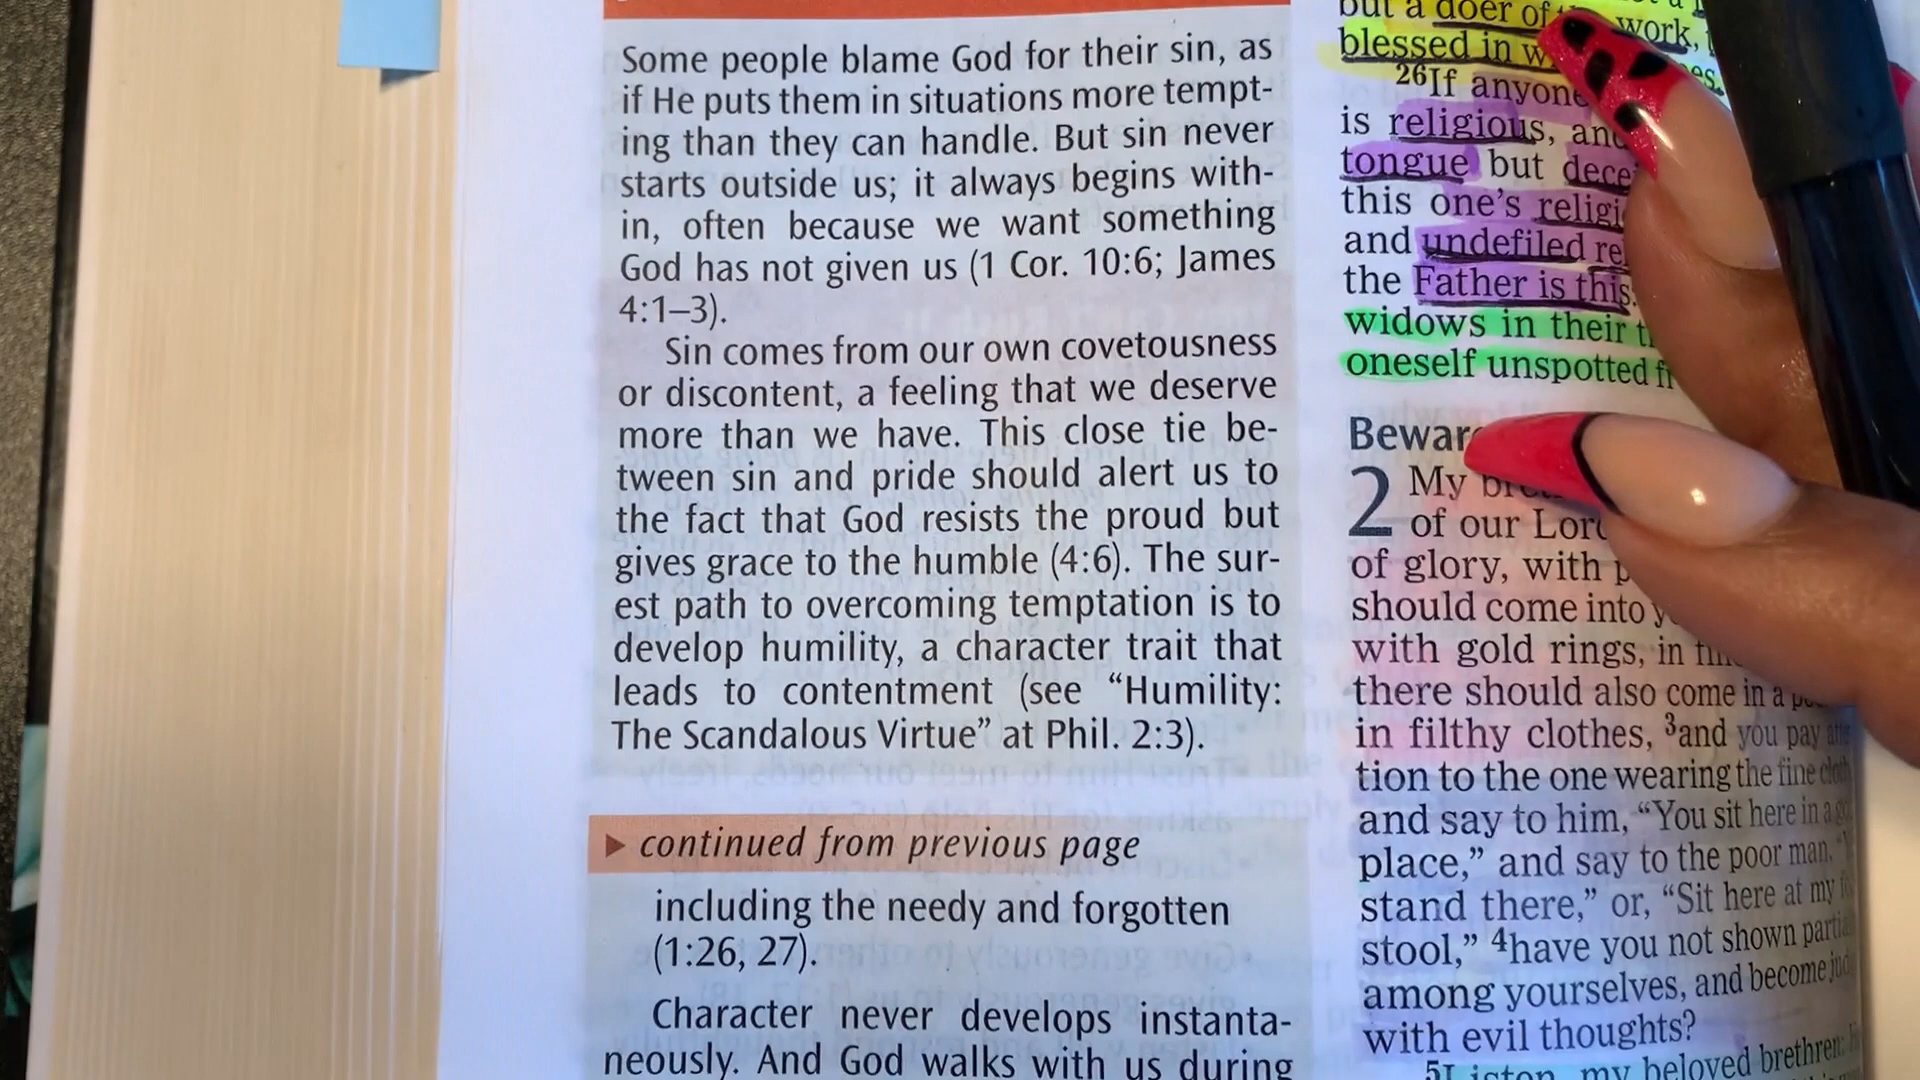 Some people blame God for their sin, as
if He puts them in situations more tempt-
ing than they can handle. But sin never
starts outside us; it always begins with-
in, often because we want something
God has not given us (1 Cor. 10:6; James
4:1–3).
Sin comes from our own covetousness
or discontent, a feeling that we deserve
more than we have. This close tie be-
tween sin and pride should alert us to
the fact that God resists the proud but
gives grace to the humble (4:6). The sur-
est path to overcoming temptation is to
develop humility, a character trait that
leads to contentment (see “Humility:
The Scandalous Virtue” at Phil. 2:3).
▶ continued from previous page
including the needy and forgotten
(1:26, 27).
Character never develops instanta-
neously. And God walks with us during
but a doer of work,
blessed in
26If anyone
is religious,
tongue but
this one’s
and undefiled
the Father is this:
widows in their
oneself unspotted
2 My
of our
of glory, with
should come into
with gold rings, in
there should also come in a
in filthy clothes, 3and you pay
tion to the one wearing the fine
and say to him, “You sit here in a
place,” and say to the poor man,
stand there,” or, “Sit here at my
stool,” 4have you not shown
among yourselves, and become
with evil thoughts?
my beloved brethren: